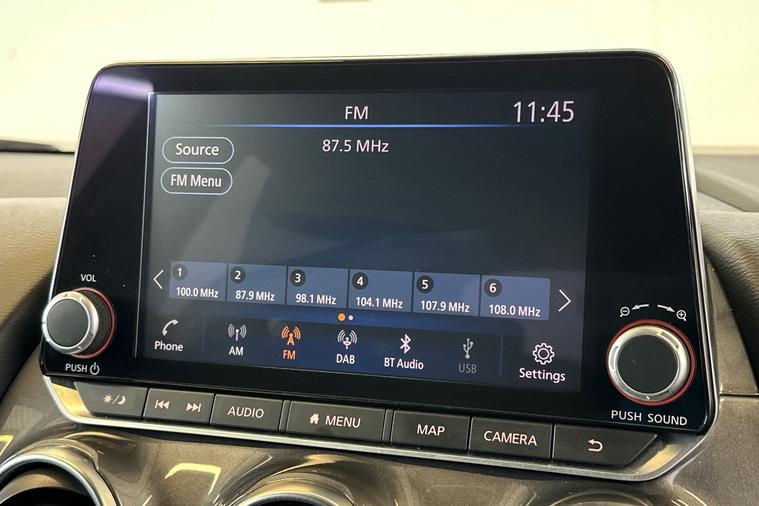 FM
11:45
Source
87.5 MHz
FM Menu
1 2 3 4 5 6
100.0 MHz 87.9 MHz 98.1 MHz 104.1 MHz 107.9 MHz 108.0 MHz
VOL
Phone AM FM DAB BT Audio USB Settings
PUSH
PUSH SOUND
AUDIO MENU MAP CAMERA